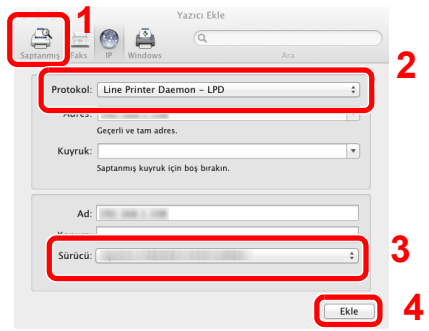 Yazıcı Ekle
1
Saptanmış Faks IP Windows Ara
2
Protokol: Line Printer Daemon – LPD
Adres:
Geçerli ve tam adres.
Kuyruk:
Saptanmış kuyruk için boş bırakın.
Ad:
Sürücü:
3
Ekle
4